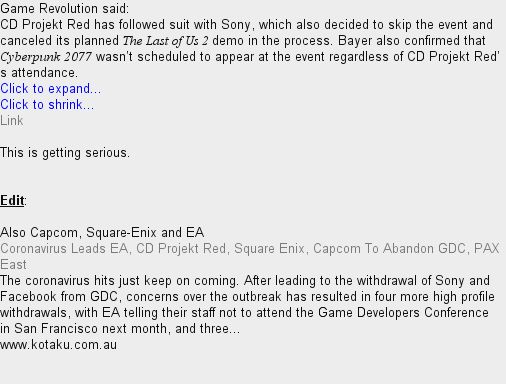 Game Revolution said:
CD Projekt Red has followed suit with Sony, which also decided to skip the event and
canceled its planned The Last of Us 2 demo in the process. Bayer also confirmed that
Cyberpunk 2077 wasn’t scheduled to appear at the event regardless of CD Projekt Red’
s attendance.
Click to expand...
Click to shrink...
Link
This is getting serious.
Edit:
Also Capcom, Square-Enix and EA
Coronavirus Leads EA, CD Projekt Red, Square Enix, Capcom To Abandon GDC, PAX
East
The coronavirus hits just keep on coming. After leading to the withdrawal of Sony and
Facebook from GDC, concerns over the outbreak has resulted in four more high profile
withdrawals, with EA telling their staff not to attend the Game Developers Conference
in San Francisco next month, and three...
www.kotaku.com.au